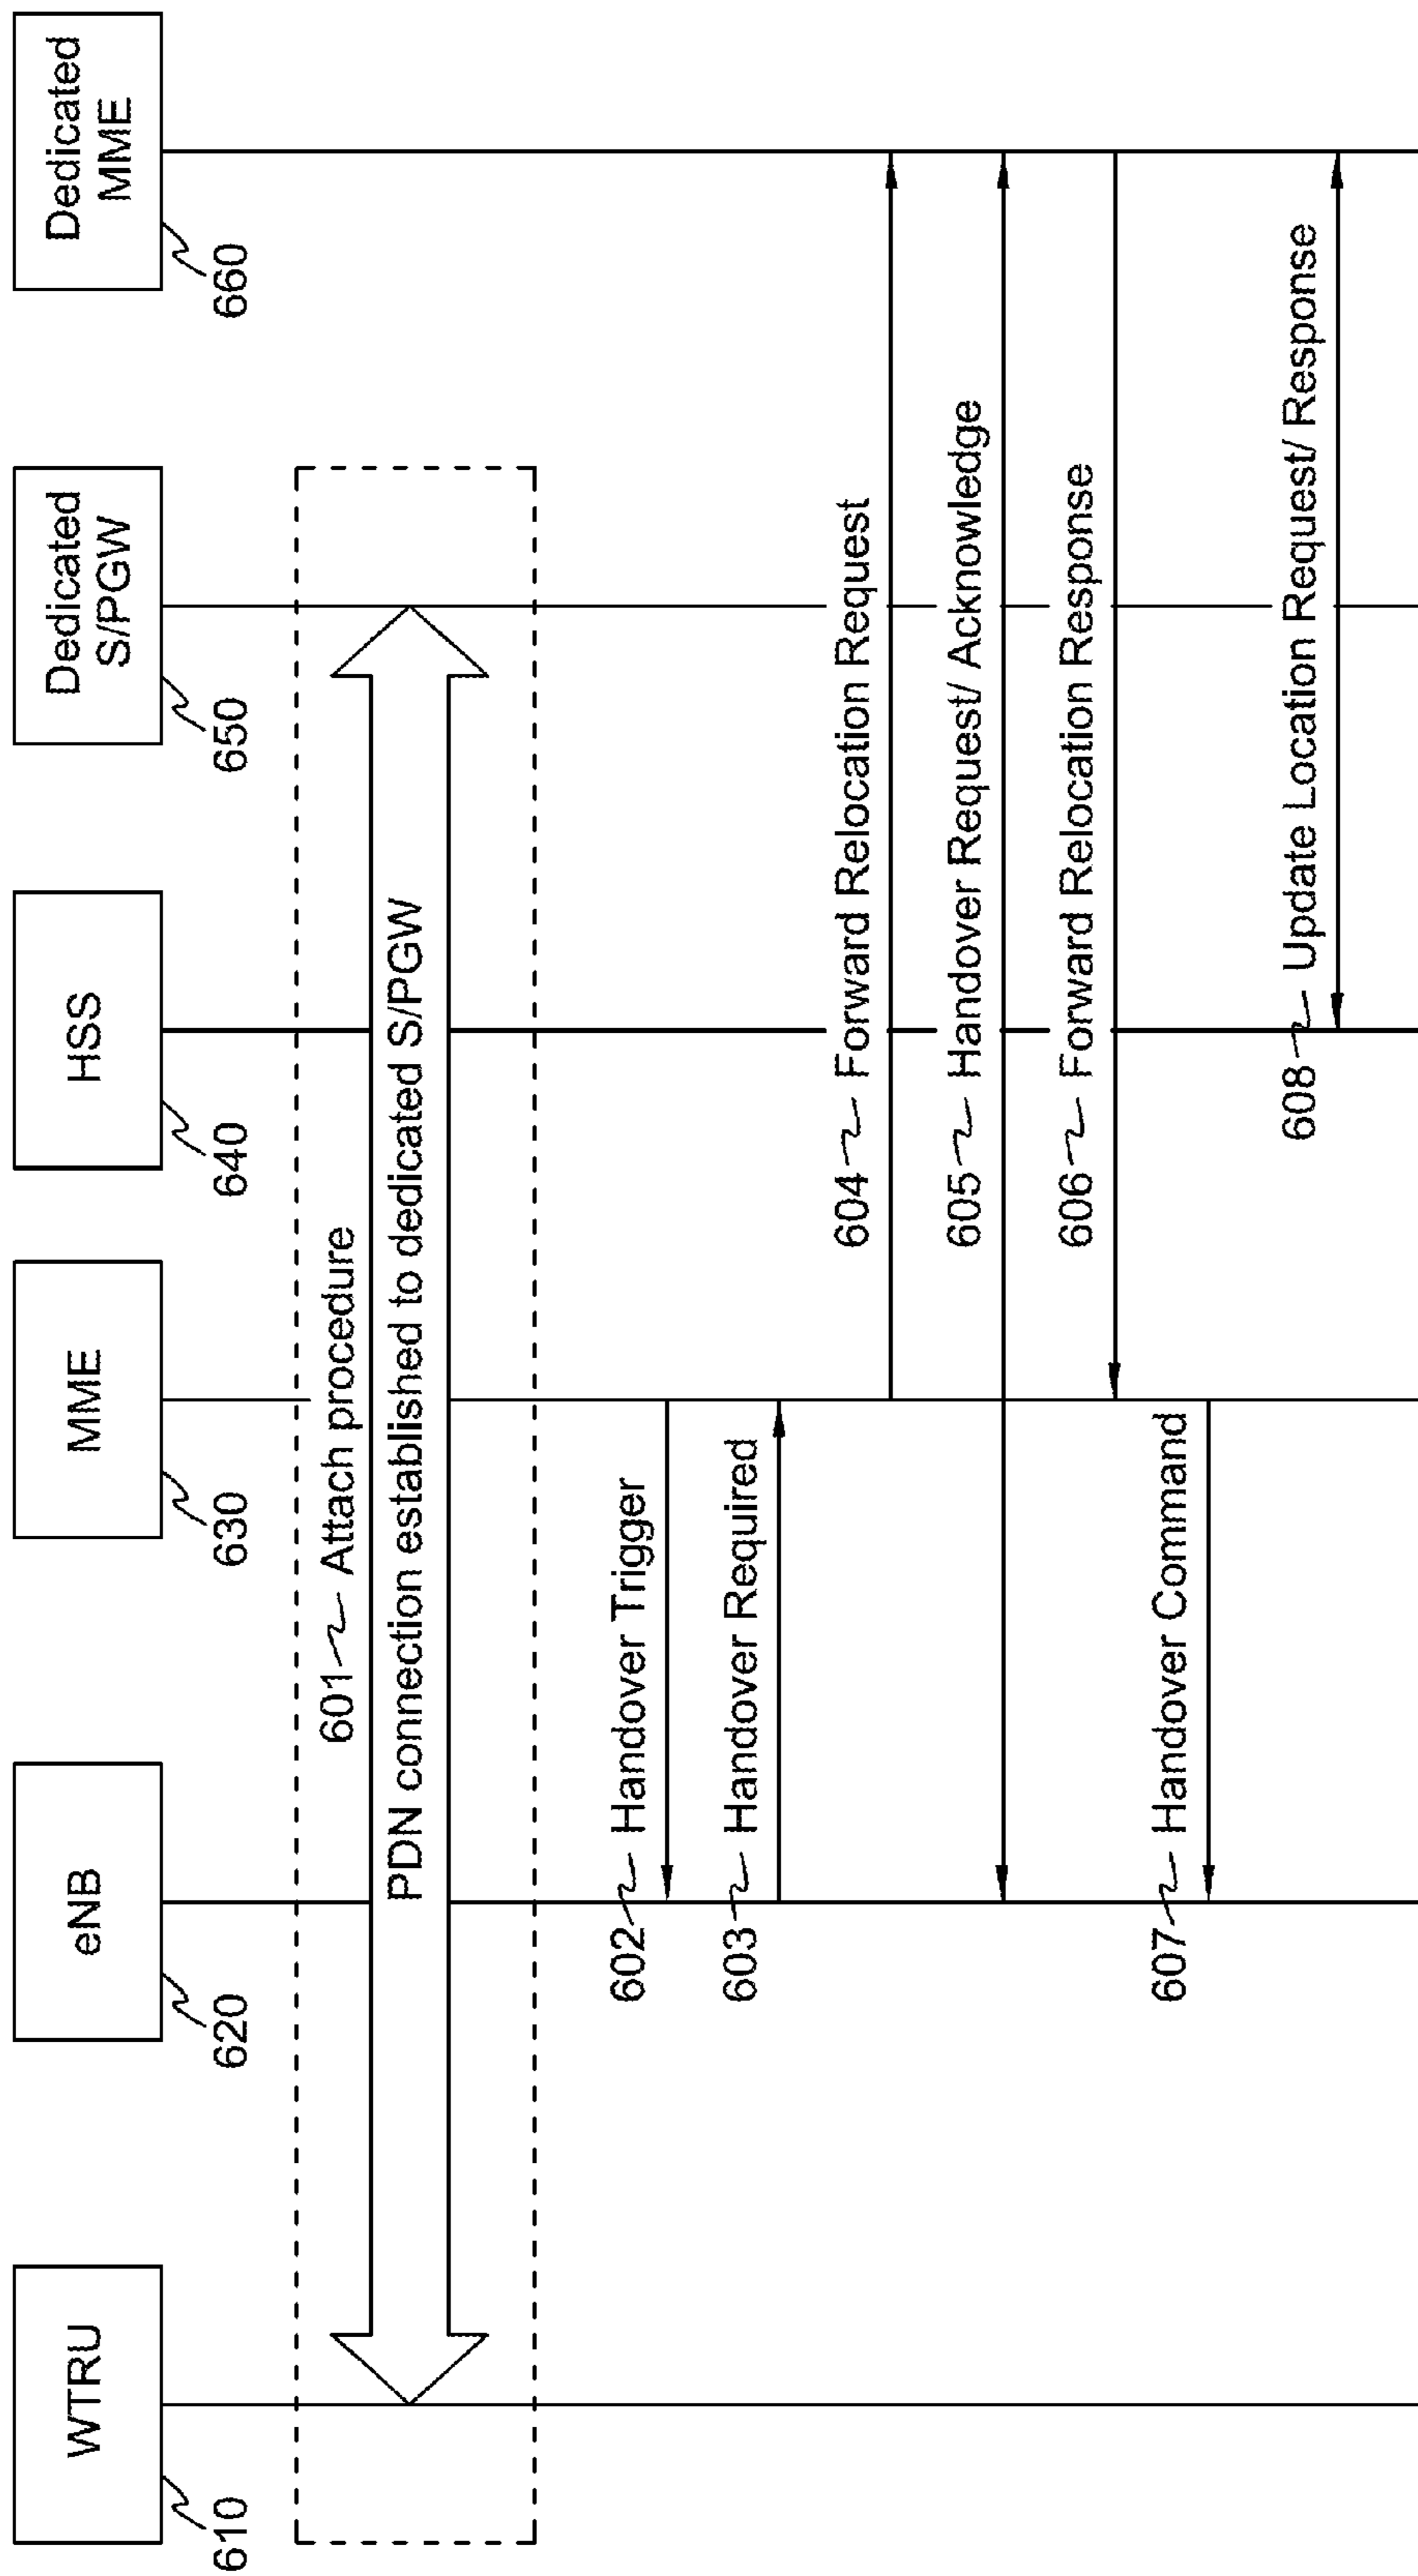 WTRU
610
eNB
620
MME
630
HSS
640
Dedicated
S/PGW
650
Dedicated
MME
660
601 Attach procedure
PDN connection established to dedicated S/PGW
602 Handover Trigger
603 Handover Required
604 Forward Relocation Request
605 Handover Request/ Acknowledge
606 Forward Relocation Response
607 Handover Command
608 Update Location Request/ Response